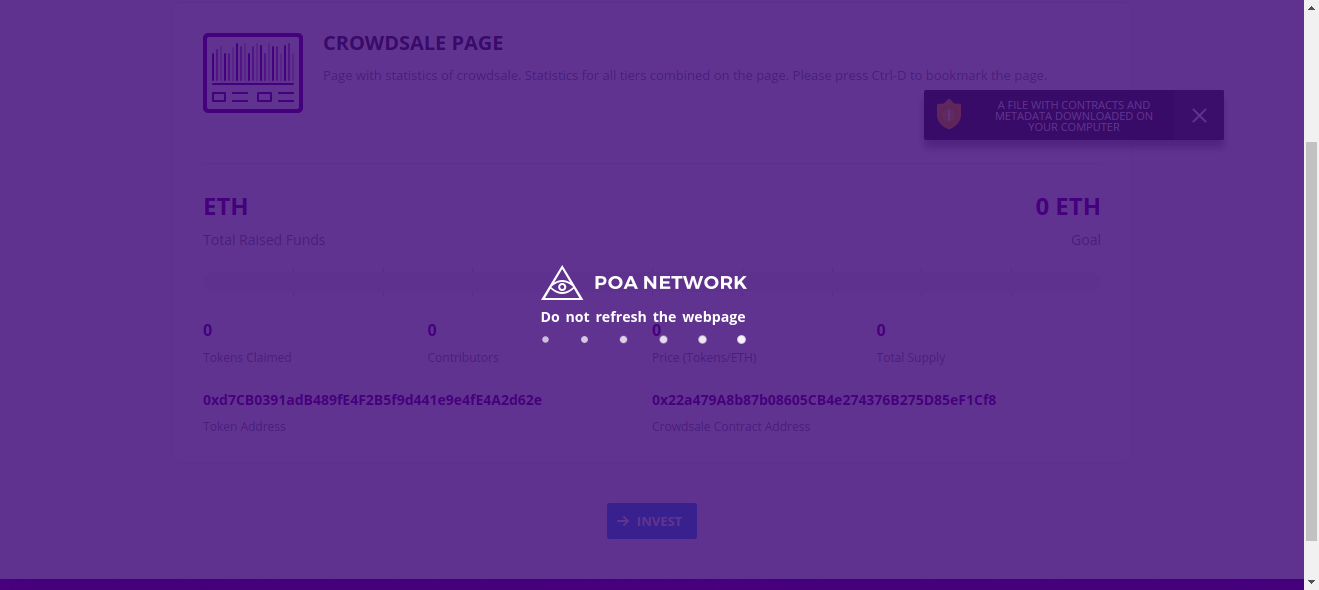 CROWDSALE PAGE
Page with statistics of crowdsale. Statistics for all tiers combined on the page. Please press Ctrl-D to bookmark the page.
A FILE WITH CONTRACTS AND
METADATA DOWNLOADED ON
YOUR COMPUTER
ETH
0 ETH
Total Raised Funds
Goal
POA NETWORK
Do not refresh the webpage
0
0
0
0
Tokens Claimed
Contributors
Price (Tokens/ETH)
Total Supply
0xd7CB0391adB489fE4F2B5f9d441e9e4fE4A2d62e
0x22a479A8b87b08605CB4e274376B275D85eF1Cf8
Token Address
Crowdsale Contract Address
INVEST